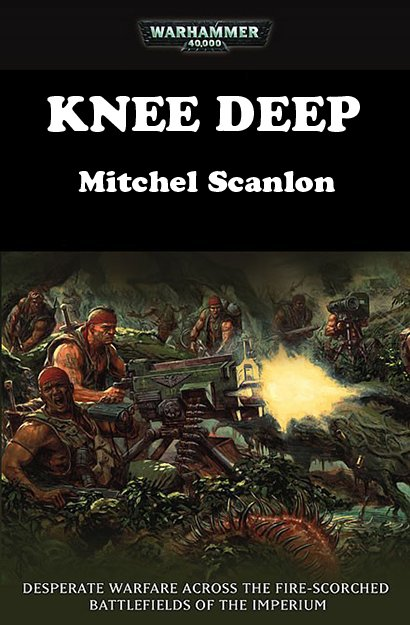 WARHAMMER
40,000
KNEE DEEP
Mitchel Scanlon
DESPERATE WARFARE ACROSS THE FIRE-SCORCHED
BATTLEFIELDS OF THE IMPERIUM